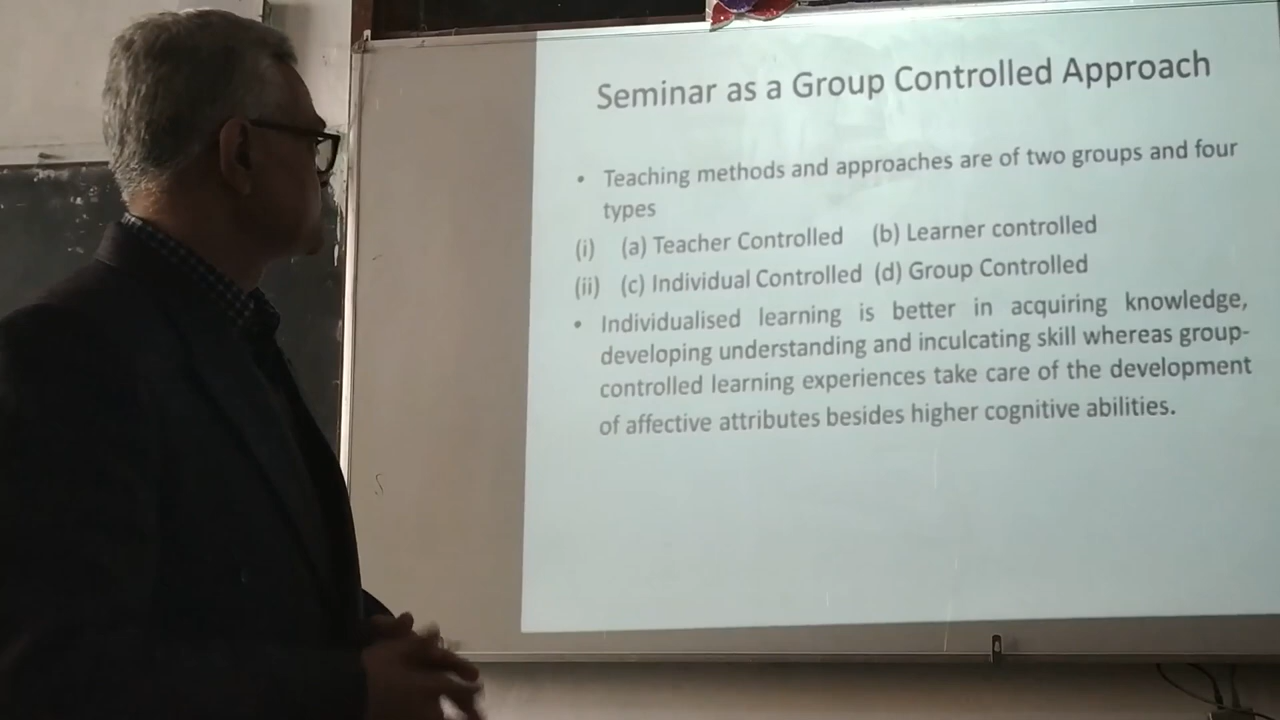 Seminar as a Group Controlled Approach
• Teaching methods and approaches are of two groups and four
types
(i) (a) Teacher Controlled (b) Learner controlled
(ii) (c) Individual Controlled (d) Group Controlled
• Individualised learning is better in acquiring knowledge,
developing understanding and inculcating skill whereas group-
controlled learning experiences take care of the development
of affective attributes besides higher cognitive abilities.